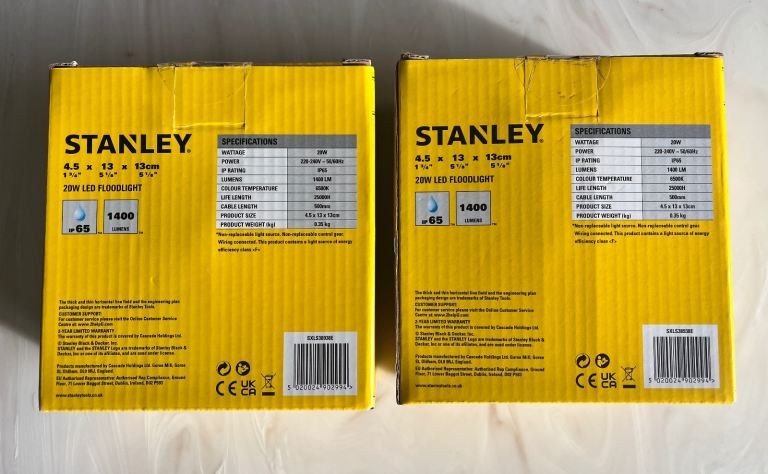 STANLEY®
4.5 x 13 x 13cm
1 3/4" 5 1/8" 5 1/8"
20W LED FLOODLIGHT
IP 65 ™
1400 LUMENS ™
SPECIFICATIONS
WATTAGE 20W
POWER 220-240V ~ 50/60Hz
IP RATING IP65
LUMENS 1400 LM
COLOUR TEMPERATURE 6500K
LIFE LENGTH 25000H
CABLE LENGTH 500mm
PRODUCT SIZE 4.5 x 13 x 13cm
PRODUCT WEIGHT (kg) 0.35 kg
*Non-replaceable light source. Non-replaceable control gear.
Wiring connected. This product contains a light source of energy
efficiency class <F>
The thick and thin horizontal line field and the engineering plan
packaging design are trademarks of Stanley Tools.
CUSTOMER SUPPORT:
For customer service please visit the Online Customer Service
Centre at: www.2helpU.com
2-YEAR LIMITED WARRANTY
The warranty of this product is covered by Cascade Holdings Ltd.
© Stanley Black & Decker, Inc.
STANLEY and the STANLEY Logo are trademarks of Stanley Black &
Decker, Inc or one of its affiliates, and are used under license.
Products manufactured by Cascade Holdings Ltd. Gorse Mill, Gorse
St, Oldham, OL9 9RJ, England.
EU Authorised Representative: Authorised Rep Compliance, Ground
Floor, 71 Lower Baggot Street, Dublin, Ireland, D02 P593
www.stanleytools.co.uk
CE UK CA
SXLS38938E
5 020024 902994 >
STANLEY®
4.5 x 13 x 13cm
1 3/4" 5 1/8" 5 1/8"
20W LED FLOODLIGHT
IP 65 ™
1400 LUMENS ™
SPECIFICATIONS
WATTAGE 20W
POWER 220-240V ~ 50/60Hz
IP RATING IP65
LUMENS 1400 LM
COLOUR TEMPERATURE 6500K
LIFE LENGTH 25000H
CABLE LENGTH 500mm
PRODUCT SIZE 4.5 x 13 x 13cm
PRODUCT WEIGHT (kg) 0.35 kg
*Non-replaceable light source. Non-replaceable control gear.
Wiring connected. This product contains a light source of energy
efficiency class <F>
The thick and thin horizontal line field and the engineering plan
packaging design are trademarks of Stanley Tools.
CUSTOMER SUPPORT:
For customer service please visit the Online Customer Service
Centre at: www.2helpU.com
2-YEAR LIMITED WARRANTY
The warranty of this product is covered by Cascade Holdings Ltd.
© Stanley Black & Decker, Inc.
STANLEY and the STANLEY Logo are trademarks of Stanley Black &
Decker, Inc or one of its affiliates, and are used under license.
Products manufactured by Cascade Holdings Ltd. Gorse Mill, Gorse
St, Oldham, OL9 9RJ, England.
EU Authorised Representative: Authorised Rep Compliance, Ground
Floor, 71 Lower Baggot Street, Dublin, Ireland, D02 P593
www.stanleytools.co.uk
CE UK CA
SXLS38938E
5 020024 902994 >